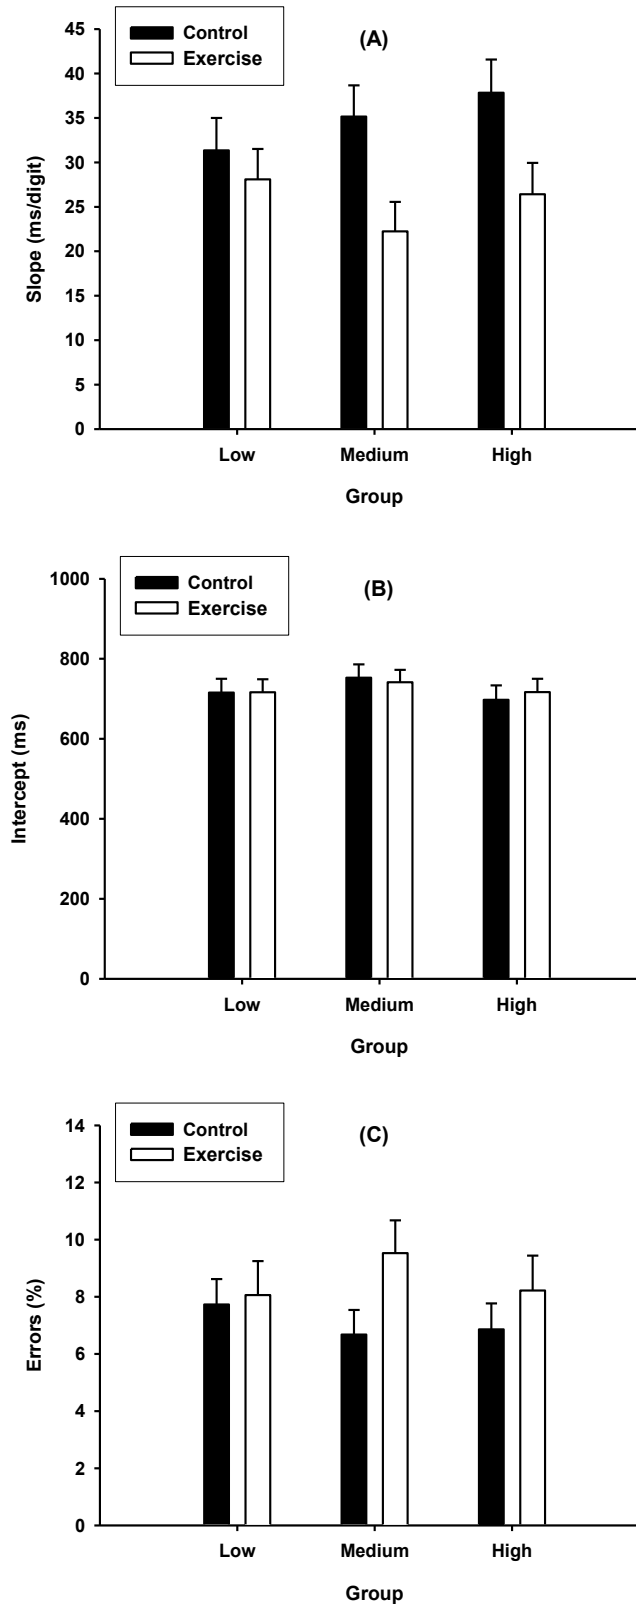 Control
Exercise
(A)
45
40
35
30
25
20
15
10
5
0
Slope (ms/digit)
Low Medium High
Group
Control
Exercise
(B)
1000
800
600
400
200
0
Intercept (ms)
Low Medium High
Group
Control
Exercise
(C)
14
12
10
8
6
4
2
0
Errors (%)
Low Medium High
Group